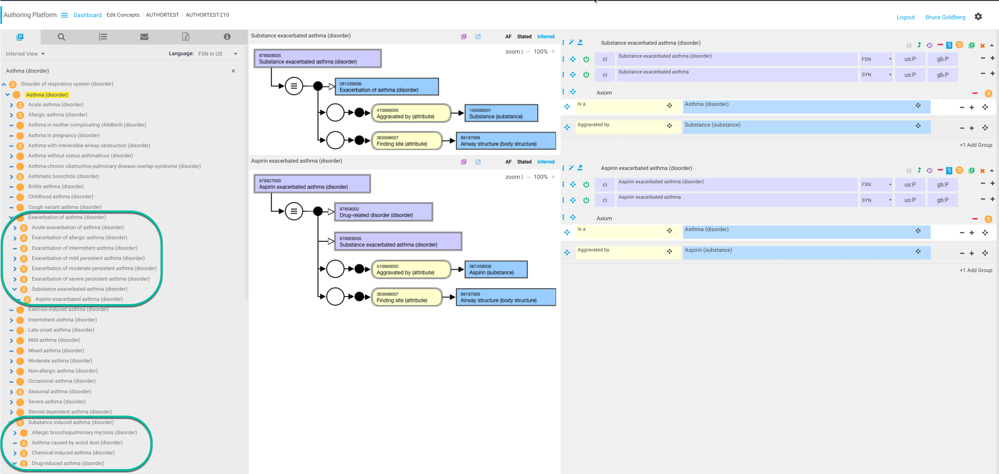 Authoring Platform Dashboard Edit Concepts / AUTHORTEST / AUTHORTEST-210
Logout Bruce Goldberg
Inferred View Language: FSN in US
Asthma (disorder)
Disorder of respiratory system (disorder)
Asthma (disorder)
Acute asthma (disorder)
Allergic asthma (disorder)
Asthma in mother complicating childbirth (disorder)
Asthma in pregnancy (disorder)
Asthma with irreversible airway obstruction (disorder)
Asthma without status asthmaticus (disorder)
Asthma-chronic obstructive pulmonary disease overlap syndrome (disorder)
Asthmatic bronchitis (disorder)
Brittle asthma (disorder)
Childhood asthma (disorder)
Cough variant asthma (disorder)
Exacerbation of asthma (disorder)
Acute exacerbation of asthma (disorder)
Exacerbation of allergic asthma (disorder)
Exacerbation of intermittent asthma (disorder)
Exacerbation of mild persistent asthma (disorder)
Exacerbation of moderate persistent asthma (disorder)
Exacerbation of severe persistent asthma (disorder)
Substance exacerbated asthma (disorder)
Aspirin exacerbated asthma (disorder)
Exercise-induced asthma (disorder)
Intermittent asthma (disorder)
Late onset asthma (disorder)
Mild asthma (disorder)
Mixed asthma (disorder)
Moderate asthma (disorder)
Non-allergic asthma (disorder)
Occasional asthma (disorder)
Seasonal asthma (disorder)
Severe asthma (disorder)
Steroid dependent asthma (disorder)
Substance induced asthma (disorder)
Allergic bronchopulmonary mycosis (disorder)
Asthma caused by wood dust (disorder)
Chemical-induced asthma (disorder)
Drug-induced asthma (disorder)
Substance exacerbated asthma (disorder) AF Stated Inferred
zoom | − 100% +
878828005
Substance exacerbated asthma (disorder)
281239006
Exacerbation of asthma (disorder)
410660005
Aggravated by (attribute)
105590001
Substance (substance)
363698007
Finding site (attribute)
89187006
Airway structure (body structure)
Aspirin exacerbated asthma (disorder) AF Stated Inferred
zoom | − 100% +
878827000
Aspirin exacerbated asthma (disorder)
87858002
Drug-related disorder (disorder)
878828005
Substance exacerbated asthma (disorder)
410660005
Aggravated by (attribute)
387458008
Aspirin (substance)
363698007
Finding site (attribute)
89187006
Airway structure (body structure)
Substance exacerbated asthma (disorder) S
ci Substance exacerbated asthma (disorder) FSN us:P gb:P
ci Substance exacerbated asthma SYN us:P gb:P
Axiom
Is a Asthma (disorder)
Aggravated by Substance (substance)
+1 Add Group
Aspirin exacerbated asthma (disorder) S
ci Aspirin exacerbated asthma (disorder) FSN us:P gb:P
ci Aspirin exacerbated asthma SYN us:P gb:P
Axiom
Is a Asthma (disorder)
Aggravated by Aspirin (substance)
+1 Add Group